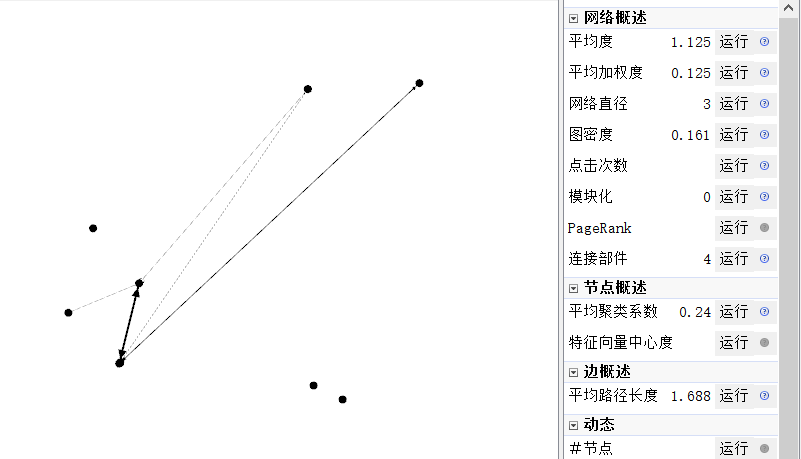 网络概述
平均度 1.125 运行
平均加权度 0.125 运行
网络直径 3 运行
图密度 0.161 运行
点击次数 运行
模块化 0 运行
PageRank 运行
连接部件 4 运行
节点概述
平均聚类系数 0.24 运行
特征向量中心度 运行
边概述
平均路径长度 1.688 运行
动态
#节点 运行